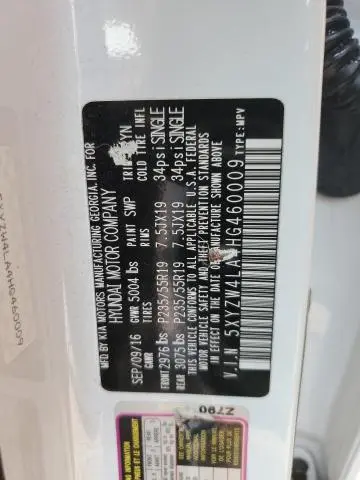 MFD BY KIA MOTORS MANUFACTURING GEORGIA, INC. FOR
HYUNDAI MOTOR COMPANY
SEP/09/16 GVWR 5004 lbs PAINT SWP TRIM YN
GAWR TIRES RIMS COLD TIRE INFL
FRONT 2976 lbs P235/55R19 7.5JX19 34psi SINGLE
REAR 3075 lbs P235/55R19 7.5JX19 34psi SINGLE
THIS VEHICLE CONFORMS TO ALL APPLICABLE U.S.A. FEDERAL
MOTOR VEHICLE SAFETY AND THEFT PREVENTION STANDARDS
IN EFFECT ON THE DATE OF MANUFACTURE SHOWN ABOVE.
V.I.N 5XYZW4LA HG460009 TYPE:MPV
5XYZW4LA4HG460009
Z790